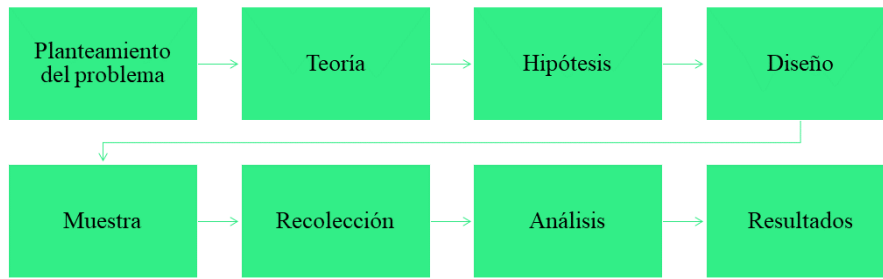 Planteamiento
del problema
Teoría
Hipótesis
Diseño
Muestra
Recolección
Análisis
Resultados